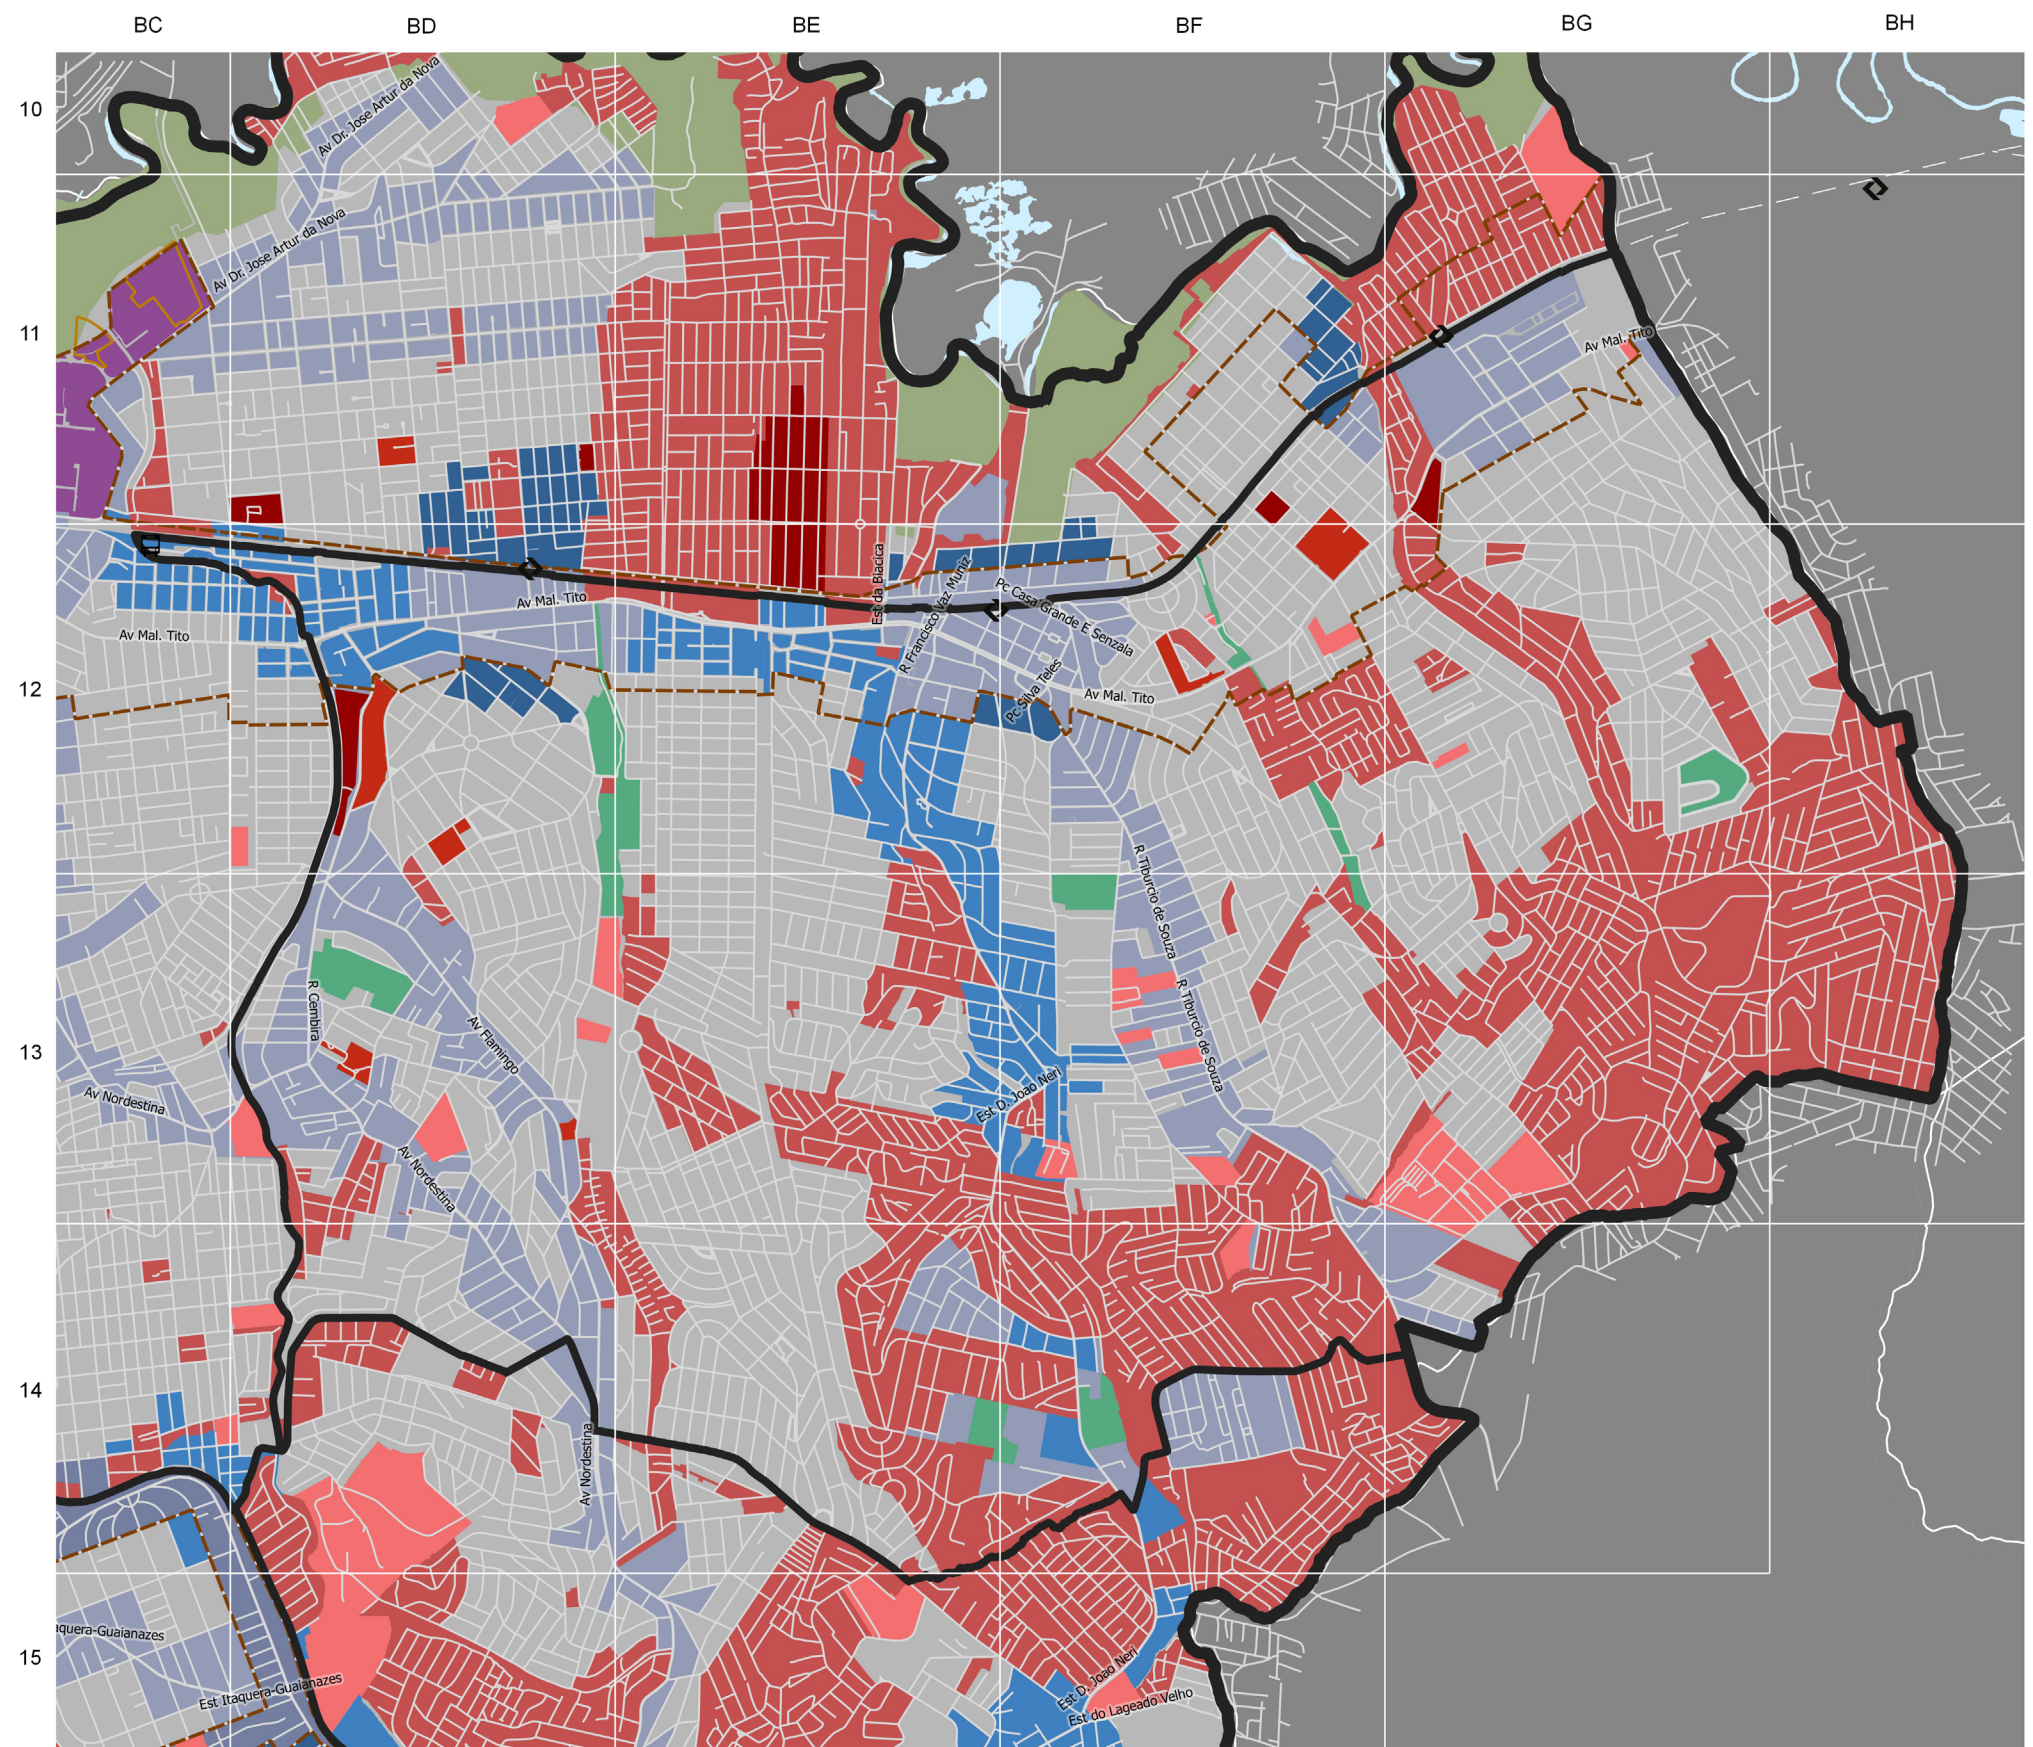 BC BD BE BF BG BH
10
Av Dr. Jose Artur da Nova
Av Dr. Jose Artur da Nova
11
Av Mal. Tito
Av Mal. Tito
Est da Biacica
R Francisco Vaz Muniz
Pc Casa Grande E Senzala
Av Mal. Tito
12
Pc Silva Teles
Av Mal. Tito
R Tiburcio de Souza
R Cembira
R Tiburcio de Souza
13
Av Flamingo
Av Nordestina
Est D. Joao Neri
Av Nordestina
14
Av Nordestina
aquera-Guaianazes
15
Est Itaquera-Guaianazes
Est D. Joao Neri
Est do Lageado Velho